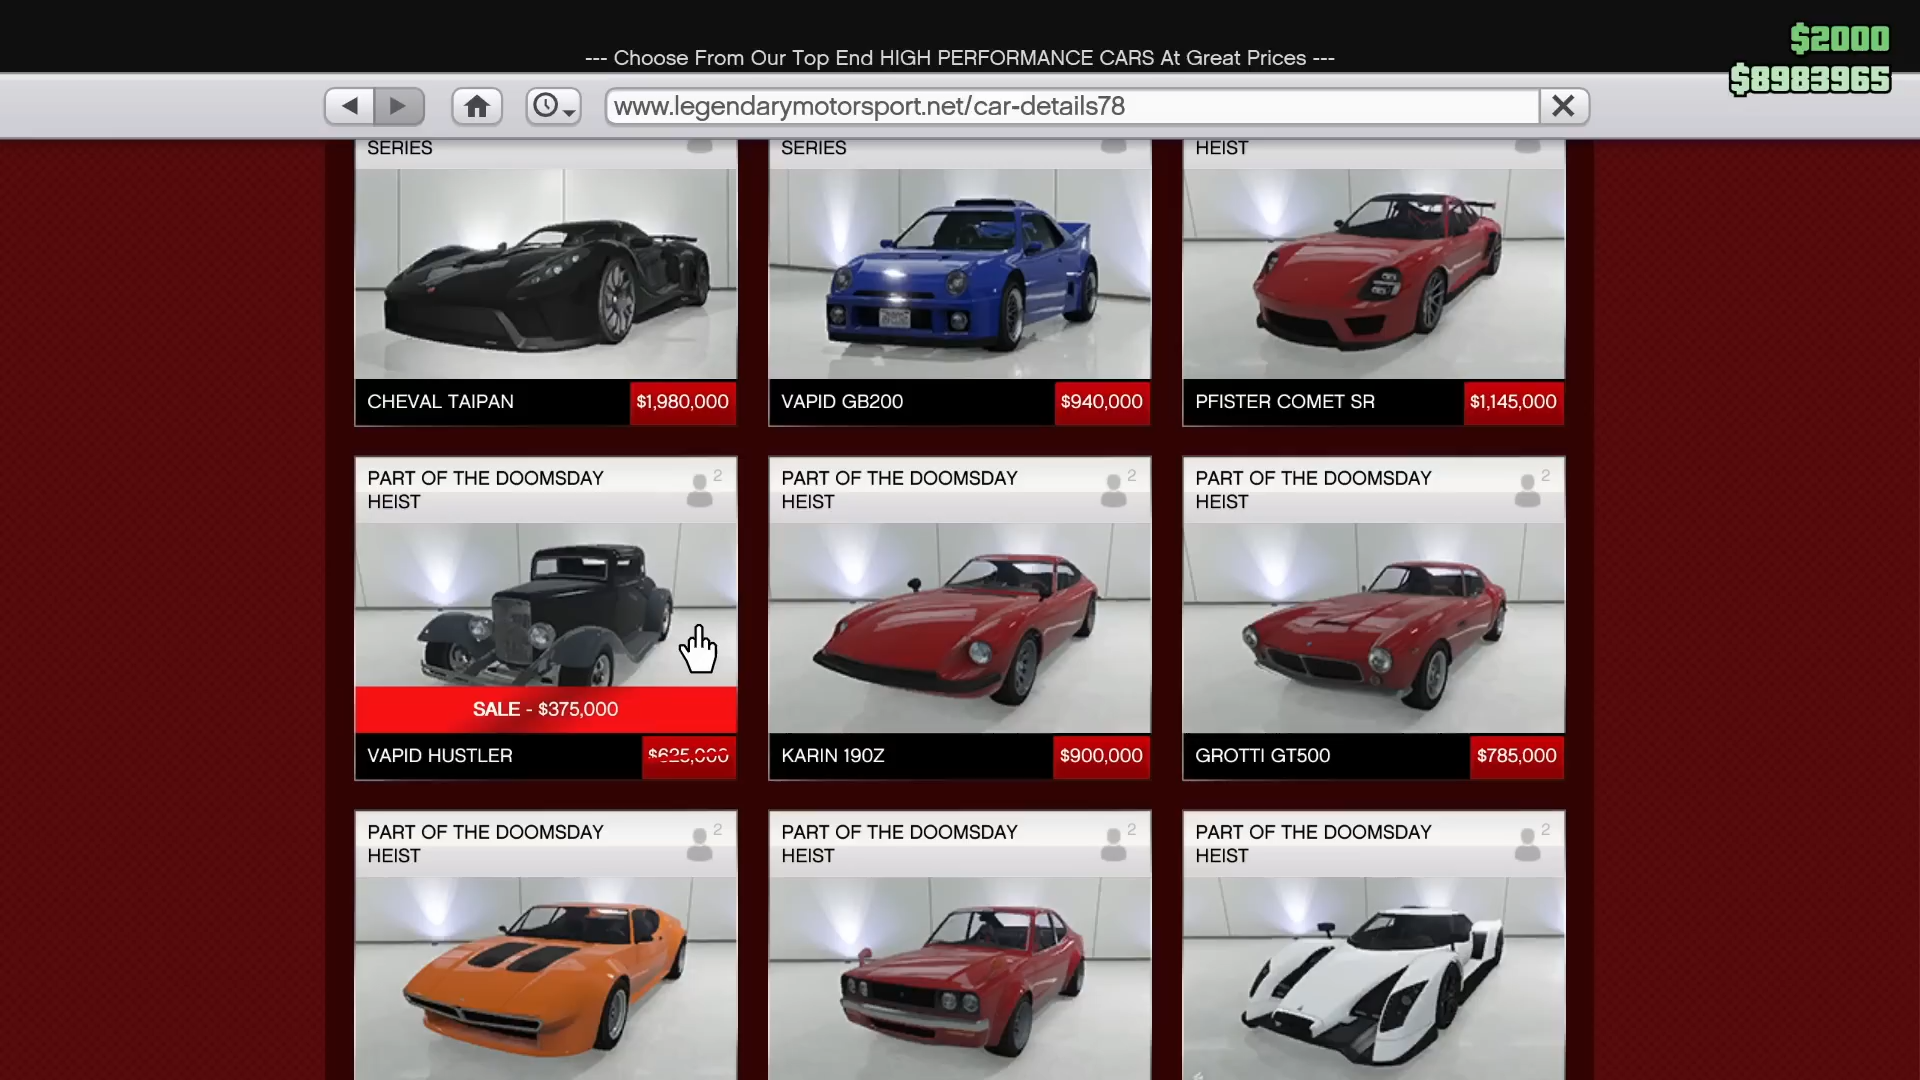 --- Choose From Our Top End HIGH PERFORMANCE CARS At Great Prices ---
$2000
$8983965
www.legendarymotorsport.net/car-details78
SERIES
SERIES
HEIST
CHEVAL TAIPAN
$1,980,000
VAPID GB200
$940,000
PFISTER COMET SR
$1,145,000
PART OF THE DOOMSDAY
HEIST
2
PART OF THE DOOMSDAY
HEIST
2
PART OF THE DOOMSDAY
HEIST
2
SALE - $375,000
VAPID HUSTLER
$625,000
KARIN 190Z
$900,000
GROTTI GT500
$785,000
PART OF THE DOOMSDAY
HEIST
2
PART OF THE DOOMSDAY
HEIST
2
PART OF THE DOOMSDAY
HEIST
2